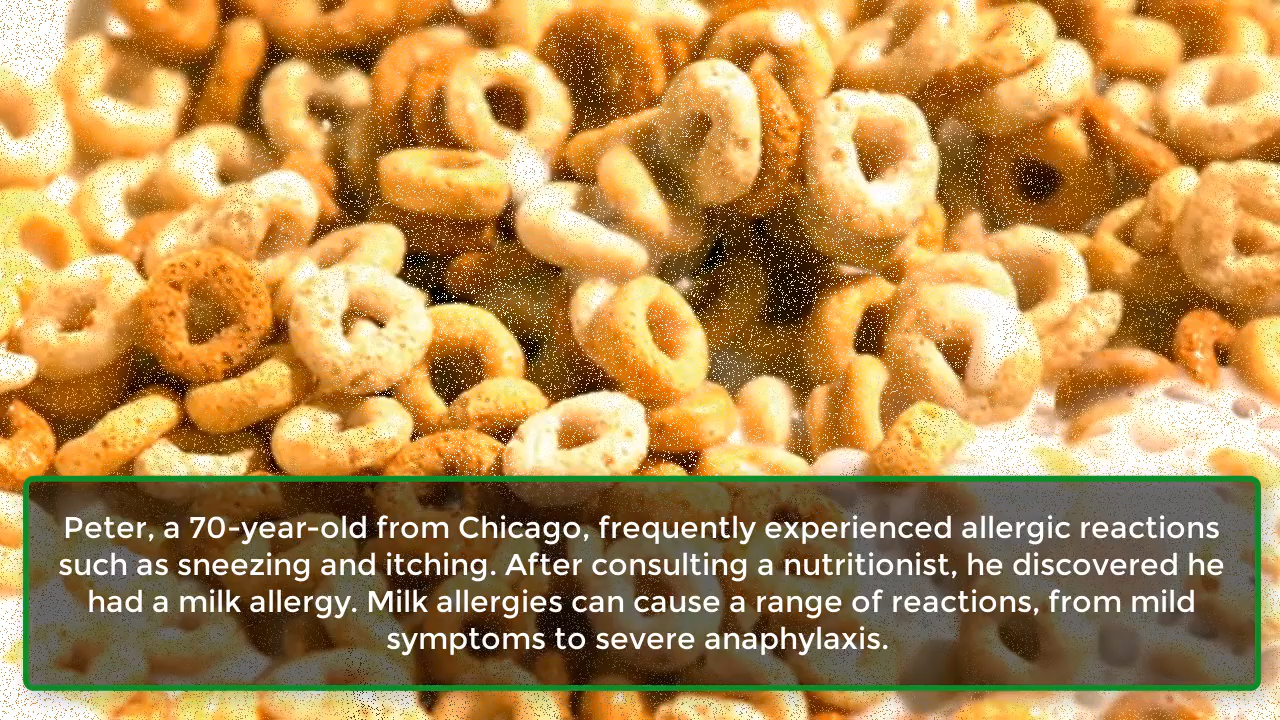 Peter, a 70-year-old from Chicago, frequently experienced allergic reactions
such as sneezing and itching. After consulting a nutritionist, he discovered he
had a milk allergy. Milk allergies can cause a range of reactions, from mild
symptoms to severe anaphylaxis.